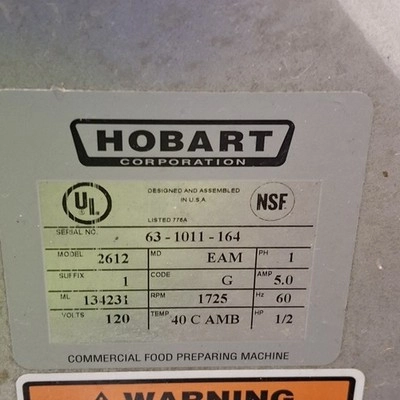 HOBART
CORPORATION
UL
DESIGNED AND ASSEMBLED
IN U.S.A.
NSF
LISTED 778A
SERIAL NO. 63-1011-164
MODEL 2612 MD EAM PH 1
SUFFIX 1 CODE G AMP 5.0
ML 134231 RPM 1725 Hz 60
VOLTS 120 TEMP 40 C AMB HP 1/2
COMMERCIAL FOOD PREPARING MACHINE
WARNING